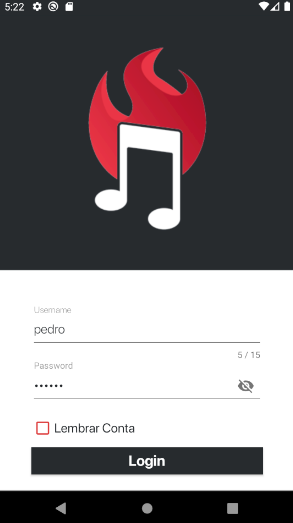 5:22
Username
pedro
5 / 15
Password
••••••
Lembrar Conta
Login